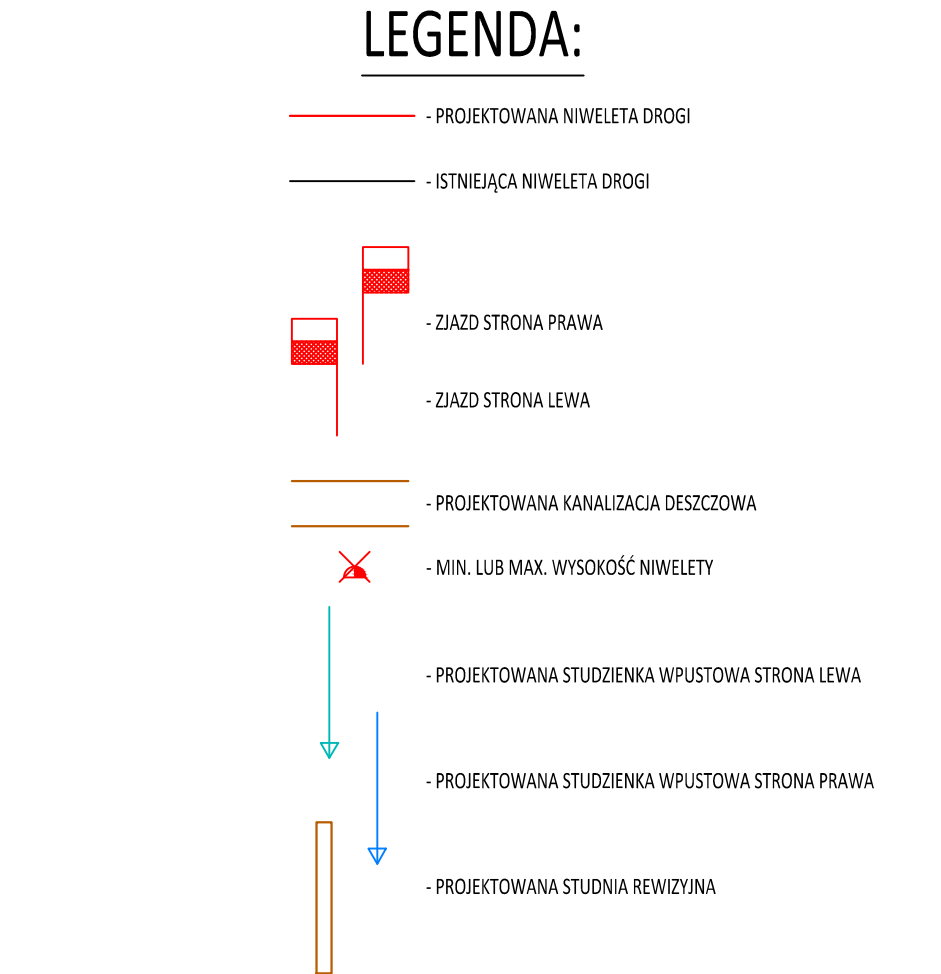 LEGENDA:
- PROJEKTOWANA NIWELETA DROGI
- ISTNIEJĄCA NIWELETA DROGI
- ZJAZD STRONA PRAWA
- ZJAZD STRONA LEWA
- PROJEKTOWANA KANALIZACJA DESZCZOWA
- MIN. LUB MAX. WYSOKOŚĆ NIWELETY
- PROJEKTOWANA STUDZIENKA WPUSTOWA STRONA LEWA
- PROJEKTOWANA STUDZIENKA WPUSTOWA STRONA PRAWA
- PROJEKTOWANA STUDNIA REWIZYJNA